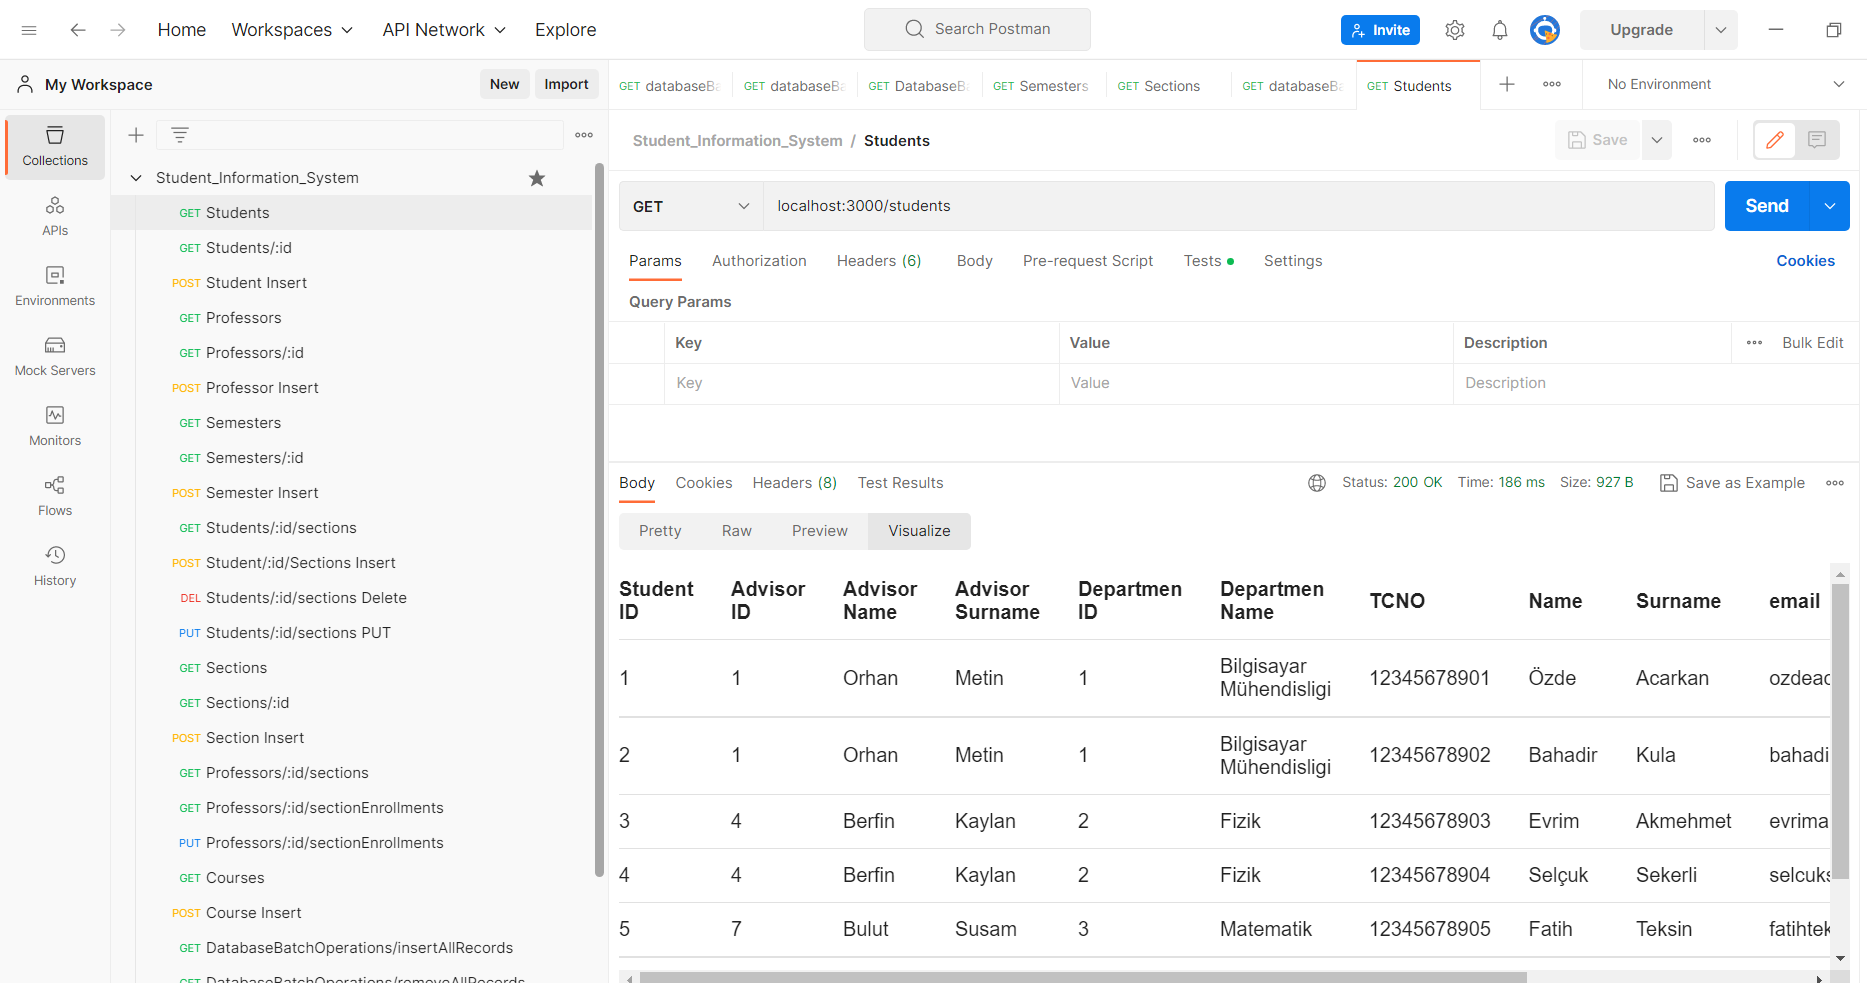 Home Workspaces API Network Explore Search Postman Invite Upgrade
My Workspace New Import
GET databaseBa GET databaseBa GET DatabaseBa GET Semesters GET Sections GET databaseBa GET Students No Environment
Collections
APIs
Environments
Mock Servers
Monitors
Flows
History
Student_Information_System
GET Students
GET Students/:id
POST Student Insert
GET Professors
GET Professors/:id
POST Professor Insert
GET Semesters
GET Semesters/:id
POST Semester Insert
GET Students/:id/sections
POST Student/:id/Sections Insert
DEL Students/:id/sections Delete
PUT Students/:id/sections PUT
GET Sections
GET Sections/:id
POST Section Insert
GET Professors/:id/sections
GET Professors/:id/sectionEnrollments
PUT Professors/:id/sectionEnrollments
GET Courses
POST Course Insert
GET DatabaseBatchOperations/insertAllRecords
GET DatabaseBatchOperations/removeAllRecords
Student_Information_System / Students Save
GET localhost:3000/students Send
Params Authorization Headers (6) Body Pre-request Script Tests Settings Cookies
Query Params
Key Value Description Bulk Edit
Key Value Description
Body Cookies Headers (8) Test Results Status: 200 OK Time: 186 ms Size: 927 B Save as Example
Pretty Raw Preview Visualize
Student ID Advisor ID Advisor Name Advisor Surname Departmen ID Departmen Name TCNO Name Surname email
1 1 Orhan Metin 1 Bilgisayar Mühendisligi 12345678901 Özde Acarkan ozdeac
2 1 Orhan Metin 1 Bilgisayar Mühendisligi 12345678902 Bahadir Kula bahadi
3 4 Berfin Kaylan 2 Fizik 12345678903 Evrim Akmehmet evrima
4 4 Berfin Kaylan 2 Fizik 12345678904 Selçuk Sekerli selcuks
5 7 Bulut Susam 3 Matematik 12345678905 Fatih Teksin fatihtek